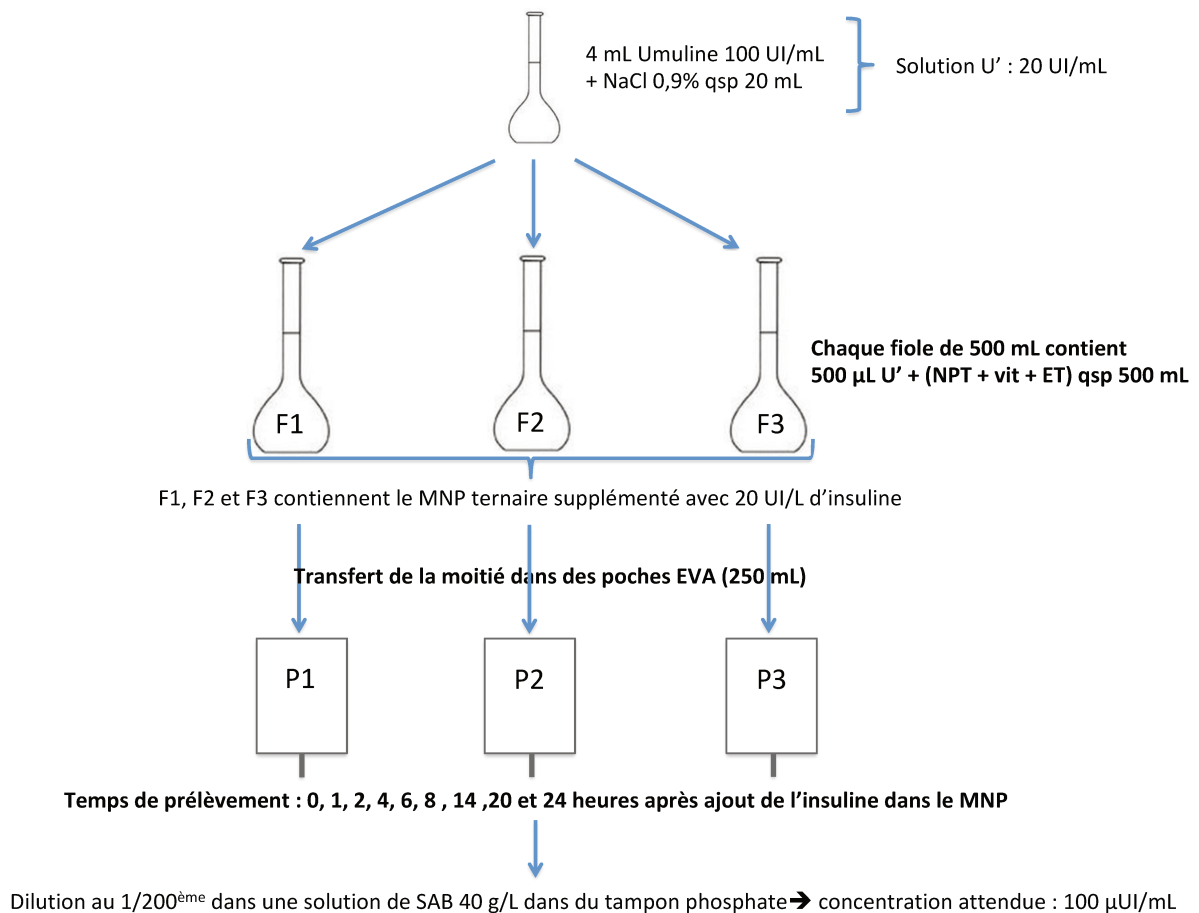 4 mL Umuline 100 UI/mL
+ NaCl 0,9% qsp 20 mL
Solution U’ : 20 UI/mL
Chaque fiole de 500 mL contient
500 µL U’ + (NPT + vit + ET) qsp 500 mL
F1
F2
F3
F1, F2 et F3 contiennent le MNP ternaire supplémenté avec 20 UI/L d’insuline
Transfert de la moitié dans des poches EVA (250 mL)
P1
P2
P3
Temps de prélèvement : 0, 1, 2, 4, 6, 8 , 14 ,20 et 24 heures après ajout de l’insuline dans le MNP
Dilution au 1/200ème dans une solution de SAB 40 g/L dans du tampon phosphate➔ concentration attendue : 100 µUI/mL